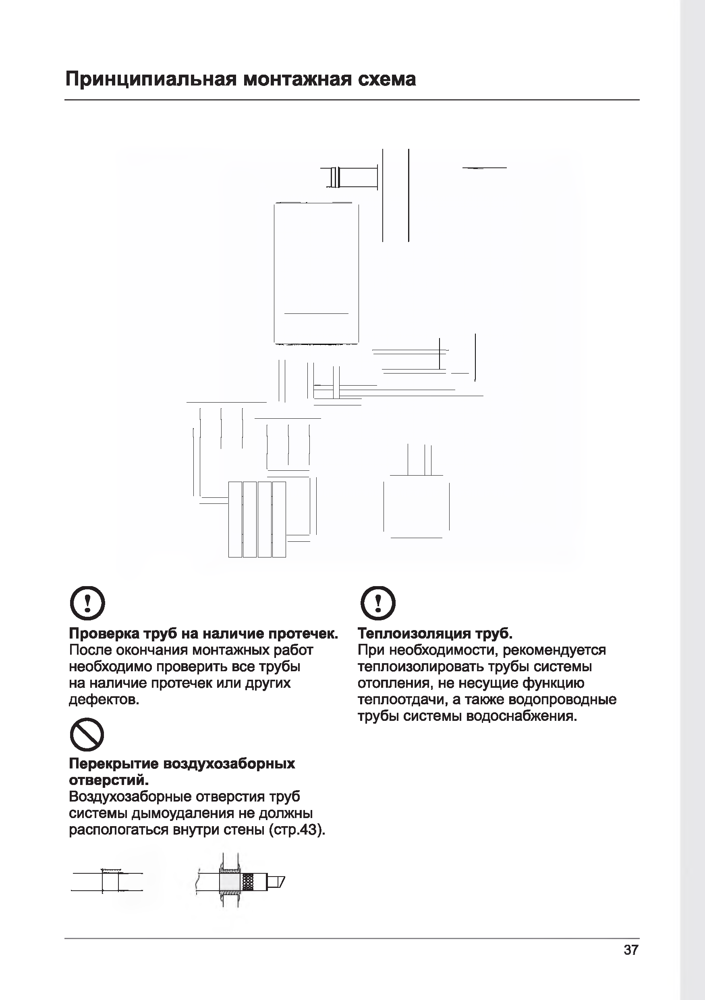 Принципиальная монтажная схема
Проверка труб на наличие протечек.
После окончания монтажных работ
необходимо проверить все трубы
на наличие протечек или других
дефектов.
Перекрытие воздухозаборных
отверстий.
Воздухозаборные отверстия труб
системы дымоудаления не должны
распологаться внутри стены (стр.43).
Теплоизоляция труб.
При необходимости, рекомендуется
теплоизолировать трубы системы
отопления, не несущие функцию
теплоотдачи, а также водопроводные
трубы системы водоснабжения.
37